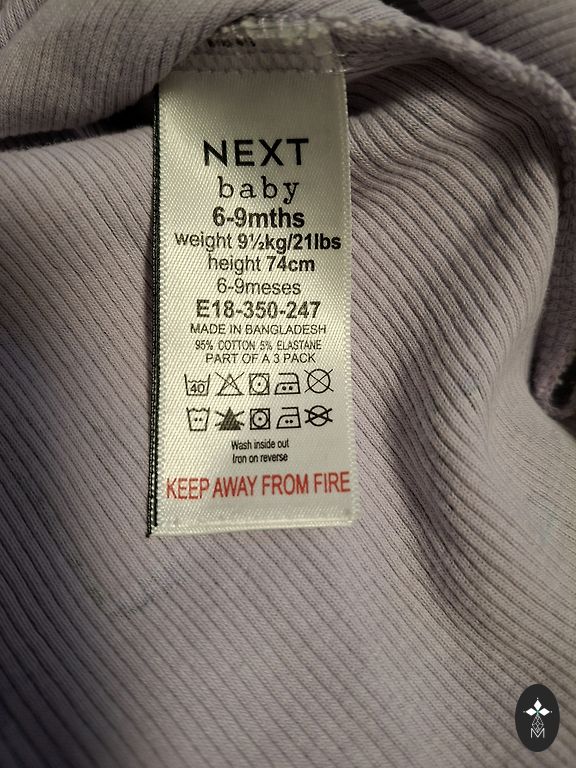 NEXT
baby
6-9mths
weight 9½kg/21lbs
height 74cm
6-9meses
E18-350-247
MADE IN BANGLADESH
95% COTTON 5% ELASTANE
PART OF A 3 PACK
40
Wash inside out
Iron on reverse
KEEP AWAY FROM FIRE
M